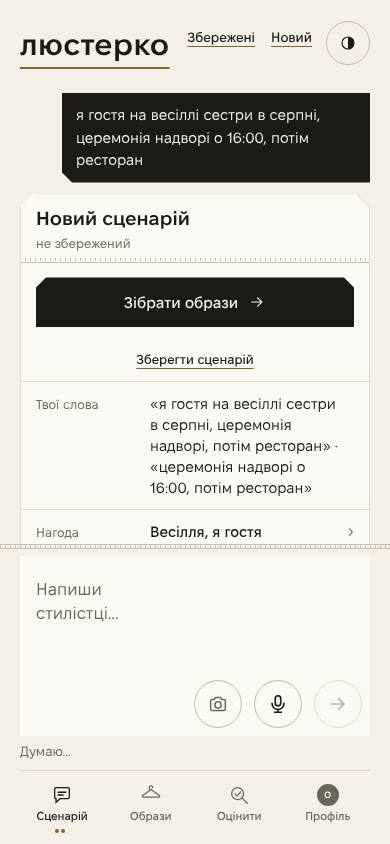 люстерко
Збережені
Новий
я гостя на весіллі сестри в серпні,
церемонія надворі о 16:00, потім
ресторан
Новий сценарій
не збережений
Зібрати образи →
Зберегти сценарій
Твої слова
«я гостя на весіллі сестри
в серпні, церемонія
надворі, потім ресторан» ·
«церемонія надворі о
16:00, потім ресторан»
Нагода
Весілля, я гостя
Напиши
стилістці...
Думаю...
Сценарій
Образи
Оцінити
О
Профіль